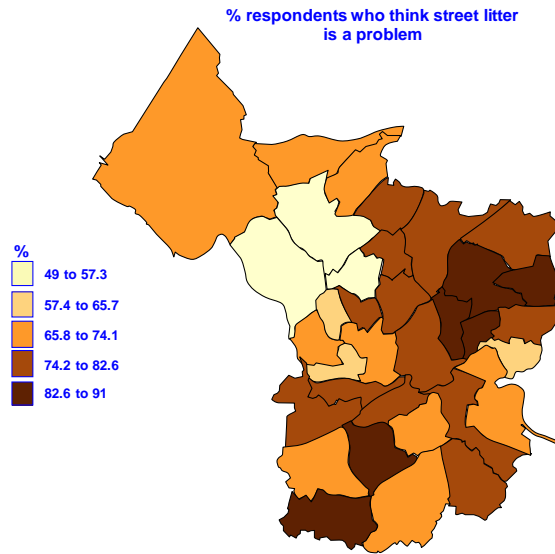 % respondents who think street litter
is a problem
%
49 to 57.3
57.4 to 65.7
65.8 to 74.1
74.2 to 82.6
82.6 to 91